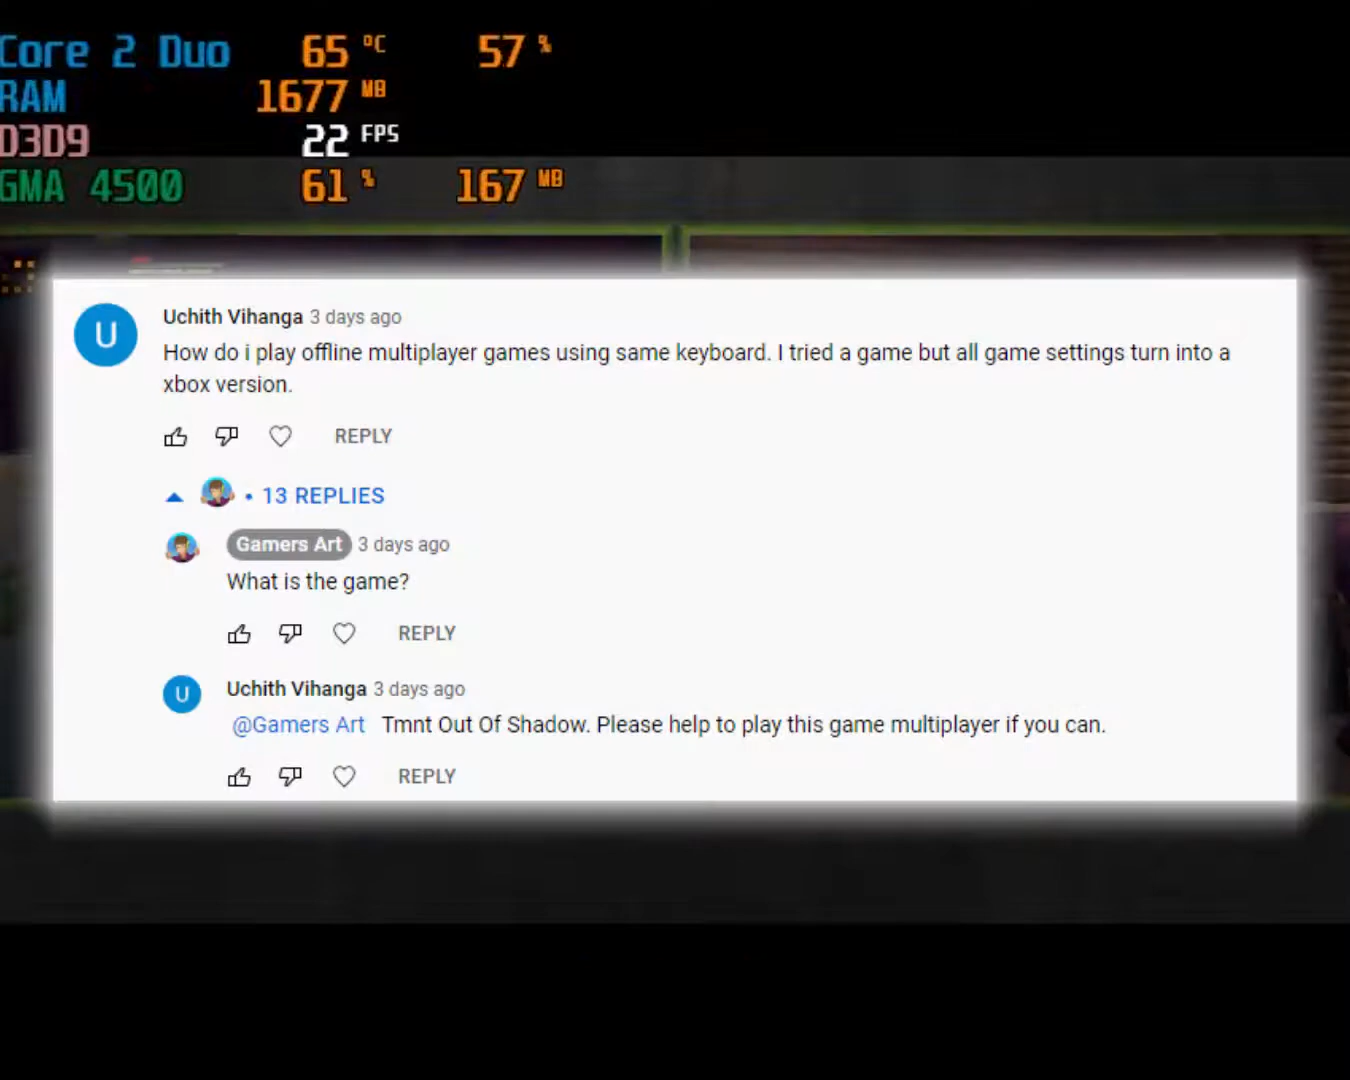 Core 2 Duo 65 °C 57 %
RAM 1677 MB
D3D9 22 FPS
GMA 4500 61 % 167 MB
U Uchith Vihanga 3 days ago
How do i play offline multiplayer games using same keyboard. I tried a game but all game settings turn into a
xbox version.
REPLY
• 13 REPLIES
Gamers Art 3 days ago
What is the game?
REPLY
U Uchith Vihanga 3 days ago
@Gamers Art Tmnt Out Of Shadow. Please help to play this game multiplayer if you can.
REPLY